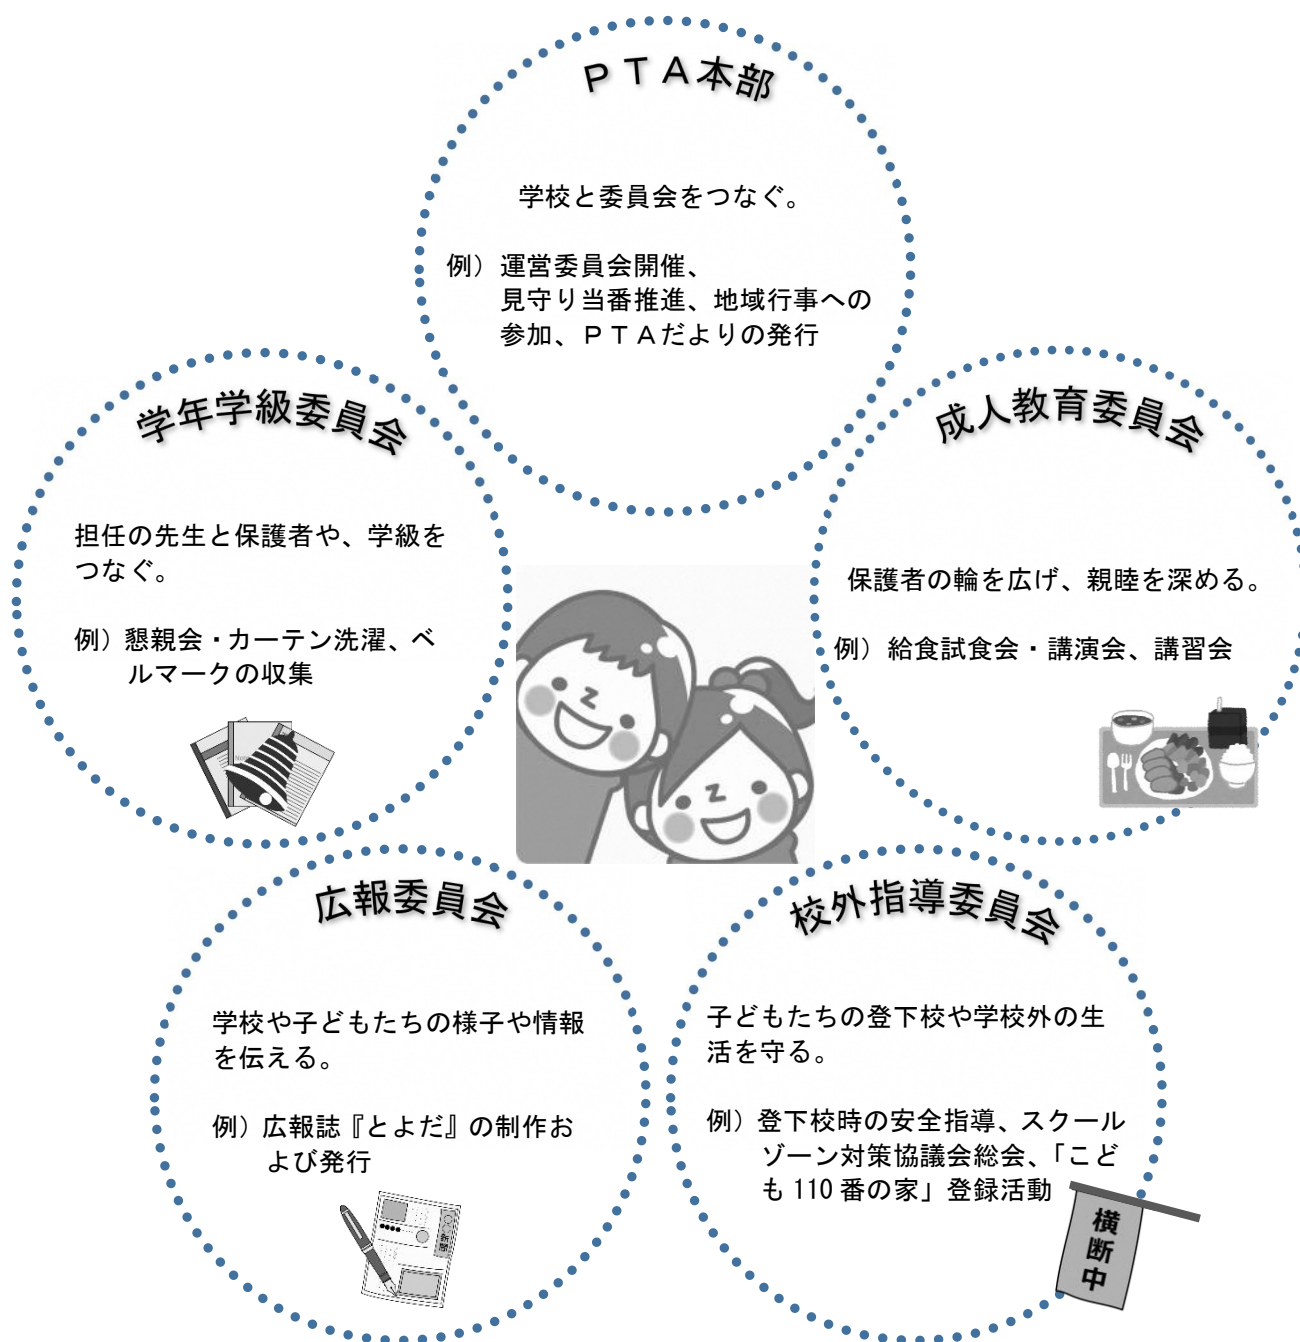 ＰＴＡ本部
学校と委員会をつなぐ。
例）運営委員会開催、
見守り当番推進、地域行事への
参加、ＰＴＡだよりの発行
学年学級委員会
担任の先生と保護者や、学級を
つなぐ。
例）懇親会・カーテン洗濯、ベ
ルマークの収集
成人教育委員会
保護者の輪を広げ、親睦を深める。
例）給食試食会・講演会、講習会
広報委員会
学校や子どもたちの様子や情報
を伝える。
例）広報誌『とよだ』の制作お
よび発行
新聞
校外指導委員会
子どもたちの登下校や学校外の生
活を守る。
例）登下校時の安全指導、スクール
ゾーン対策協議会総会、「こど
も 110 番の家」登録活動
横断中